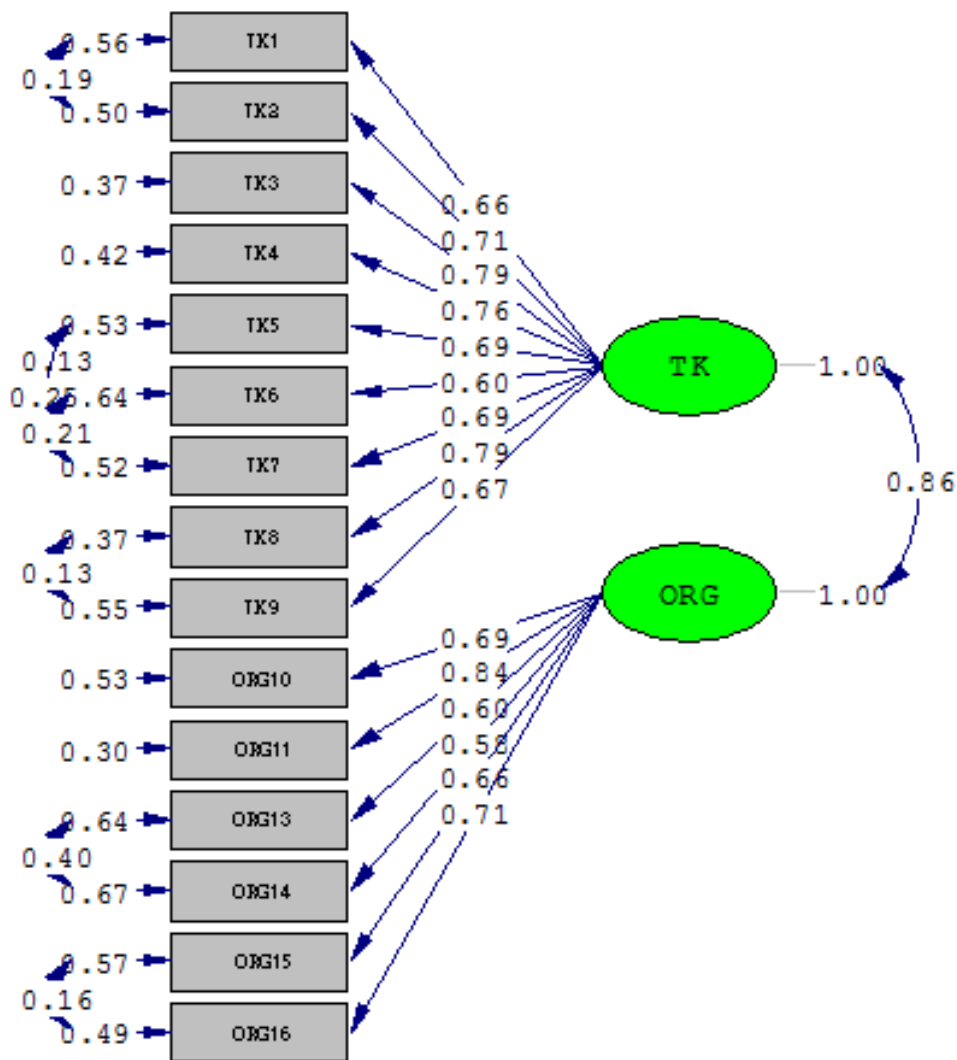 0.56 TK1
0.19
0.50 TK2
0.37 TK3
0.42 TK4
0.53 TK5
0.13
0.25 0.64 TK6
0.21
0.52 TK7
0.37 TK8
0.13
0.55 TK9
0.53 ORG10
0.30 ORG11
0.64 ORG13
0.40
0.67 ORG14
0.57 ORG15
0.16
0.49 ORG16
0.66
0.71
0.79
0.76
0.69
0.60
0.69
0.79
0.67
0.69
0.84
0.60
0.58
0.66
0.71
TK 1.00
0.86
ORG 1.00